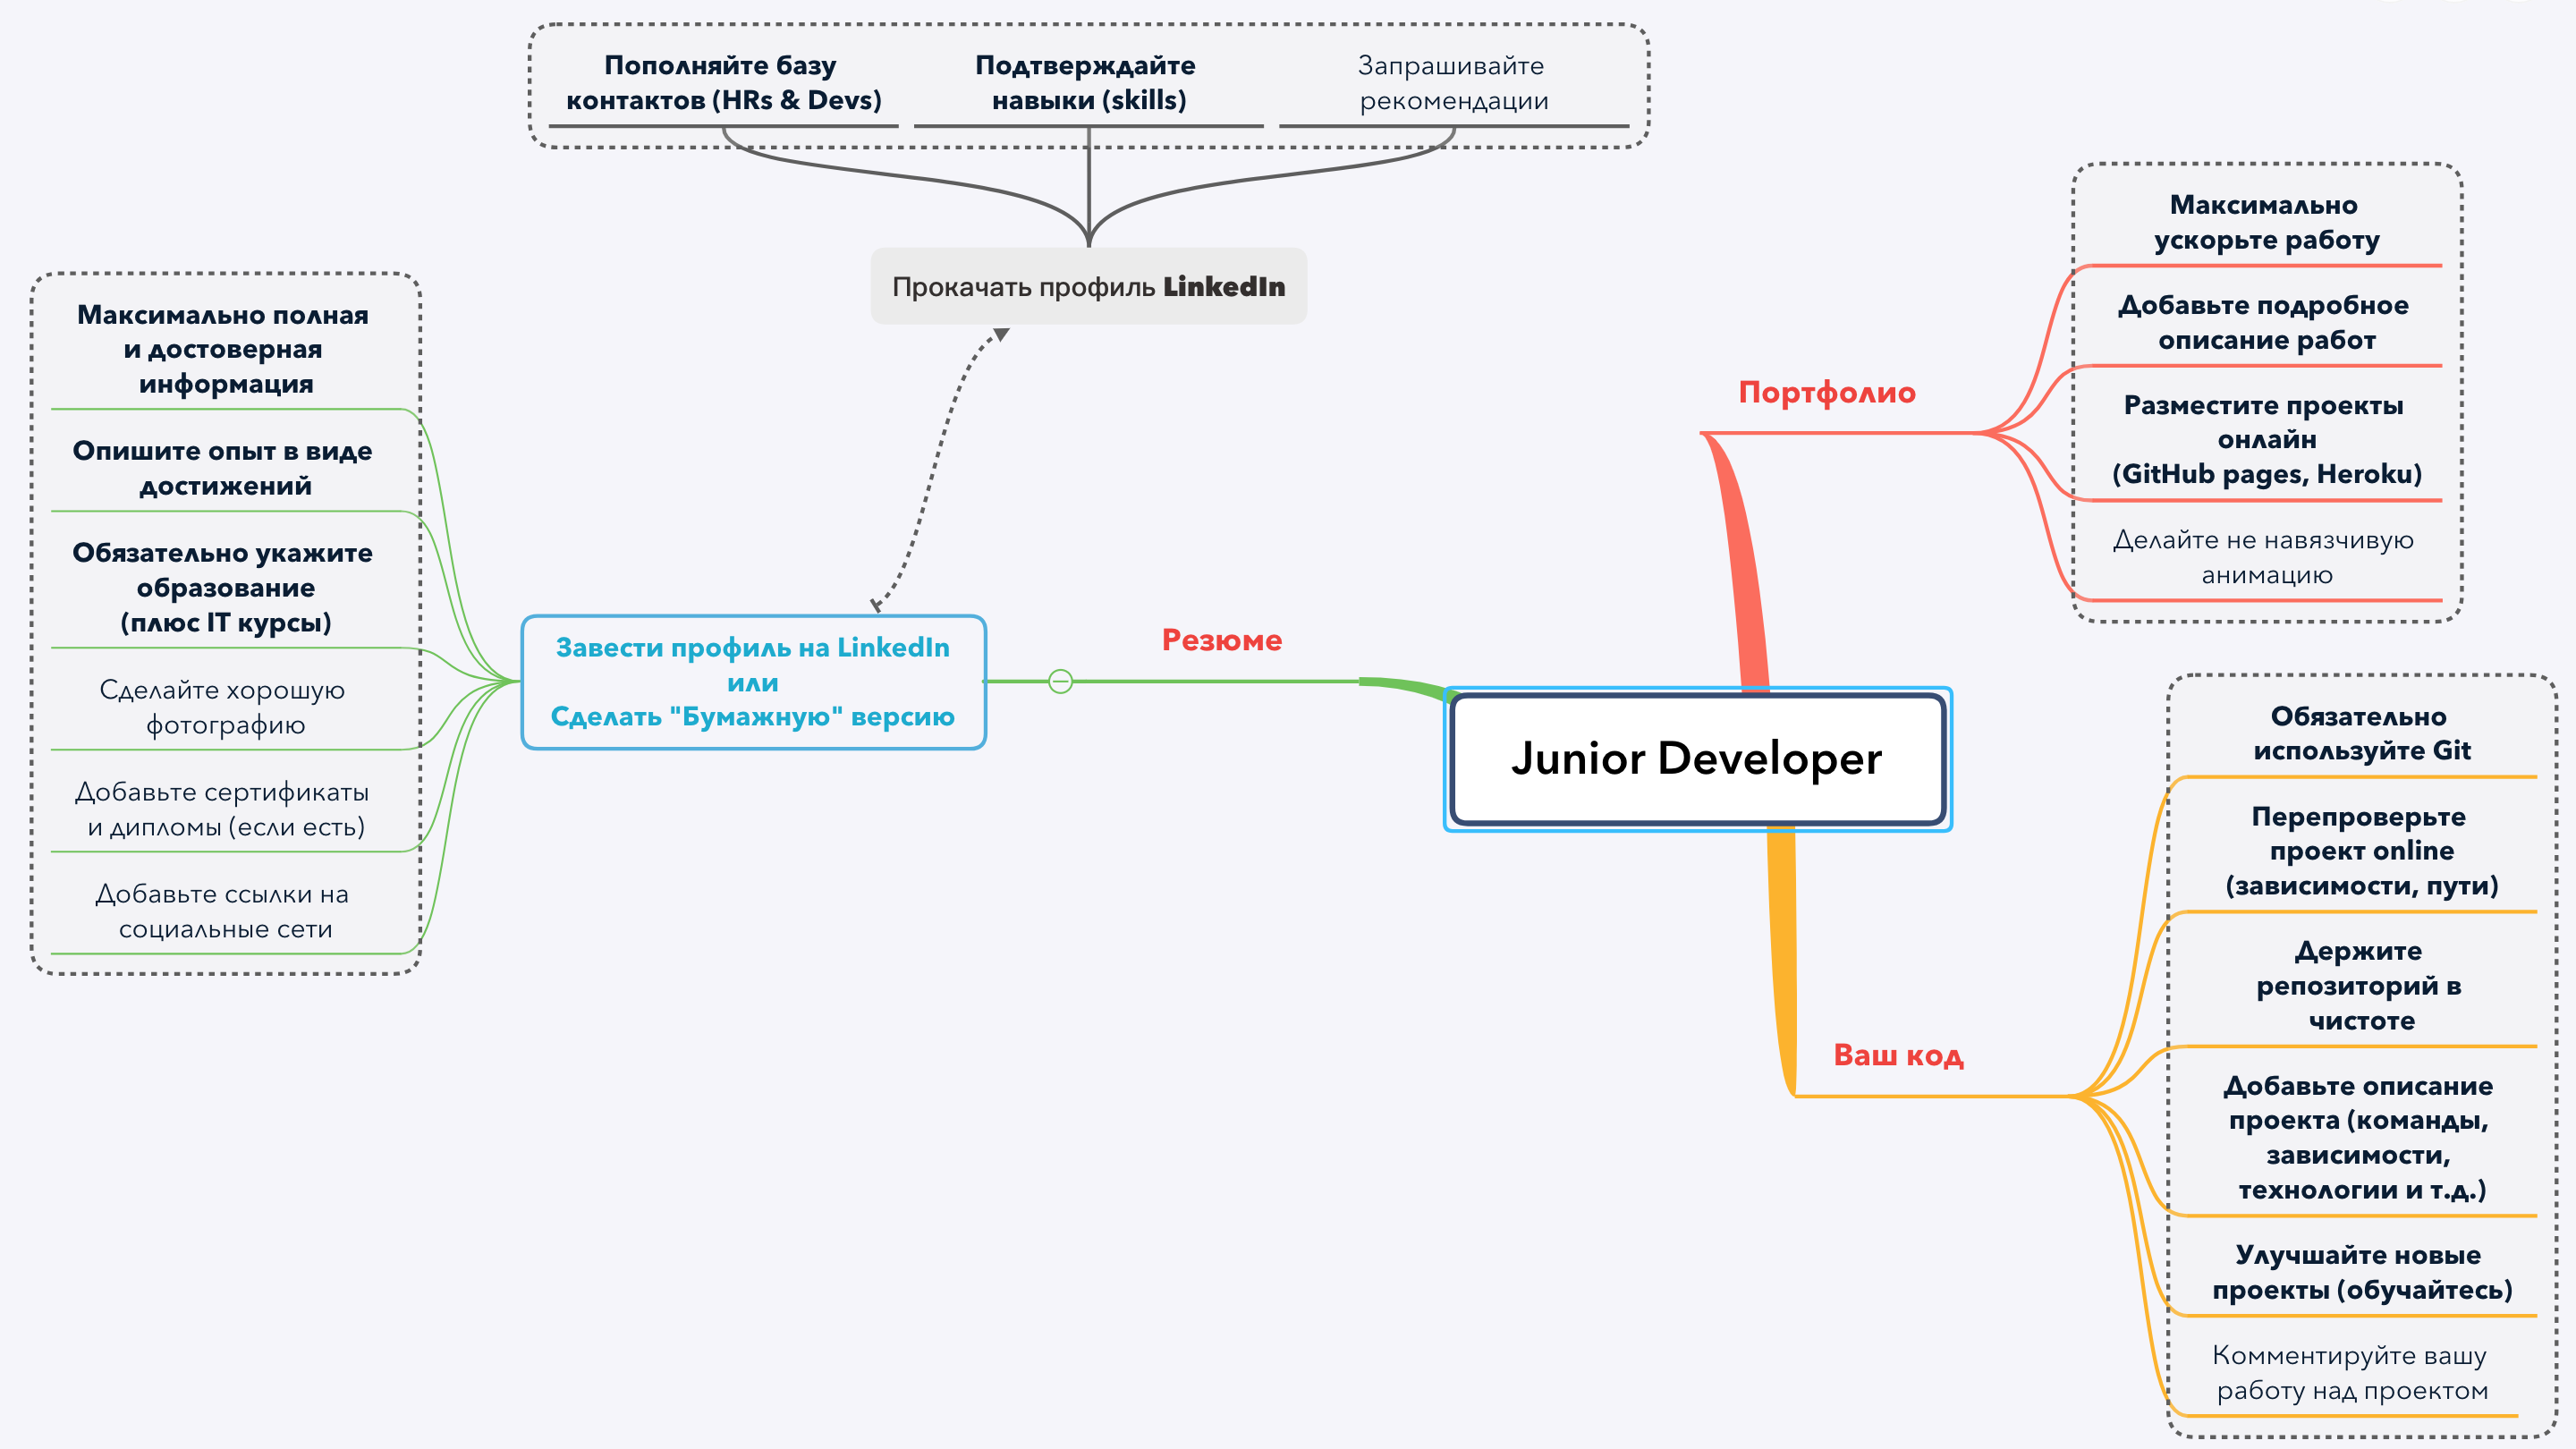 Пополняйте базу
контактов (HRs & Devs)
Подтверждайте
навыки (skills)
Запрашивайте
рекомендации
Прокачать профиль LinkedIn
Максимально полная
и достоверная
информация
Опишите опыт в виде
достижений
Обязательно укажите
образование
(плюс IT курсы)
Сделайте хорошую
фотографию
Добавьте сертификаты
и дипломы (если есть)
Добавьте ссылки на
социальные сети
Завести профиль на LinkedIn
или
Сделать "Бумажную" версию
Резюме
Junior Developer
Портфолио
Максимально
ускорьте работу
Добавьте подробное
описание работ
Разместите проекты
онлайн
(GitHub pages, Heroku)
Делайте не навязчивую
анимацию
Ваш код
Обязательно
используйте Git
Перепроверьте
проект online
(зависимости, пути)
Держите
репозиторий в
чистоте
Добавьте описание
проекта (команды,
зависимости,
технологии и т.д.)
Улучшайте новые
проекты (обучайтесь)
Комментируйте вашу
работу над проектом